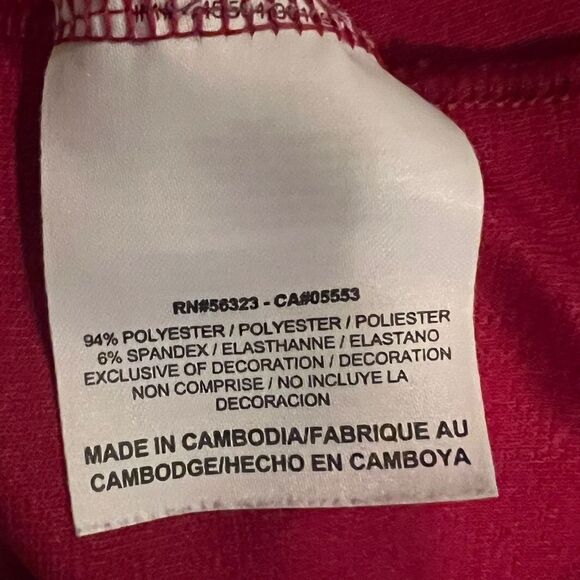 RN#56323 - CA#05553
94% POLYESTER / POLYESTER / POLIESTER
6% SPANDEX / ELASTHANNE / ELASTANO
EXCLUSIVE OF DECORATION / DECORATION
NON COMPRISE / NO INCLUYE LA
DECORACION
MADE IN CAMBODIA/FABRIQUE AU
CAMBODGE/HECHO EN CAMBOYA